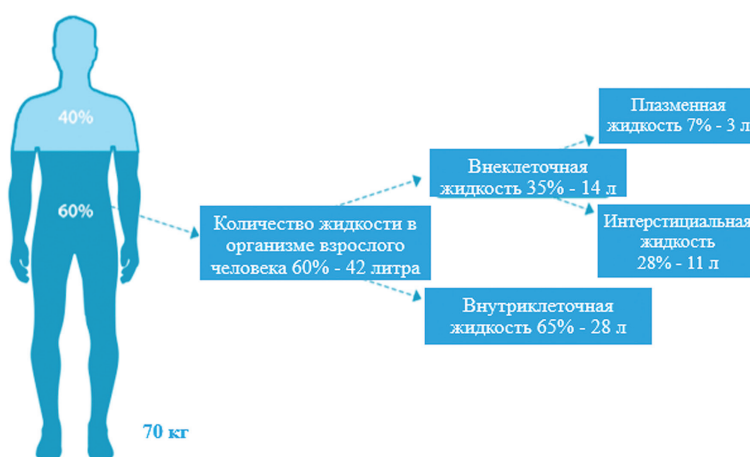 40%
60%
Количество жидкости в
организме взрослого
человека 60% - 42 литра
Внеклеточная
жидкость 35% - 14 л
Внутриклеточная
жидкость 65% - 28 л
Плазменная
жидкость 7% - 3 л
Интерстициальная
жидкость
28% - 11 л
70 кг